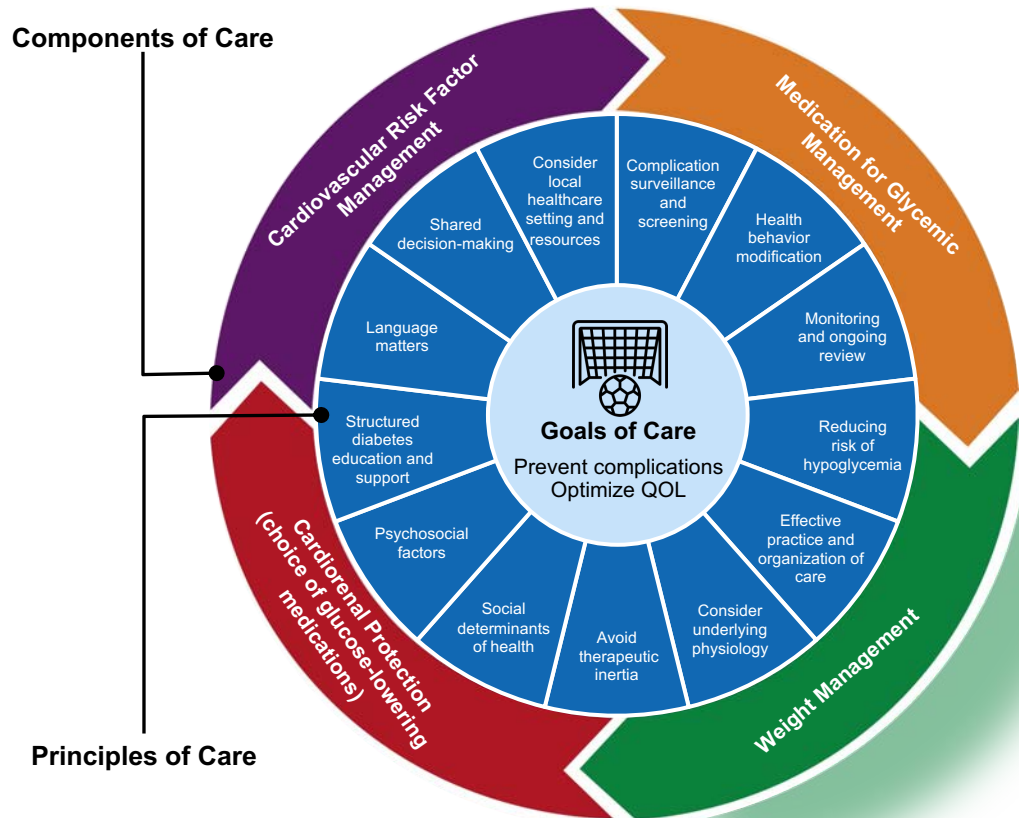 Components of Care
Cardiovascular Risk Factor
Management
Medication for Glycemic
Management
Weight Management
Cardiorenal Protection
(choice of glucose-lowering
medications)
Principles of Care
Consider
local
healthcare
setting and
resources
Complication
surveillance
and
screening
Health
behavior
modification
Monitoring
and ongoing
review
Reducing
risk of
hypoglycemia
Effective
practice and
organization of
care
Consider
underlying
physiology
Avoid
therapeutic
inertia
Social
determinants
of health
Psychosocial
factors
Structured
diabetes
education and
support
Language
matters
Shared
decision-making
Goals of Care
Prevent complications
Optimize QOL